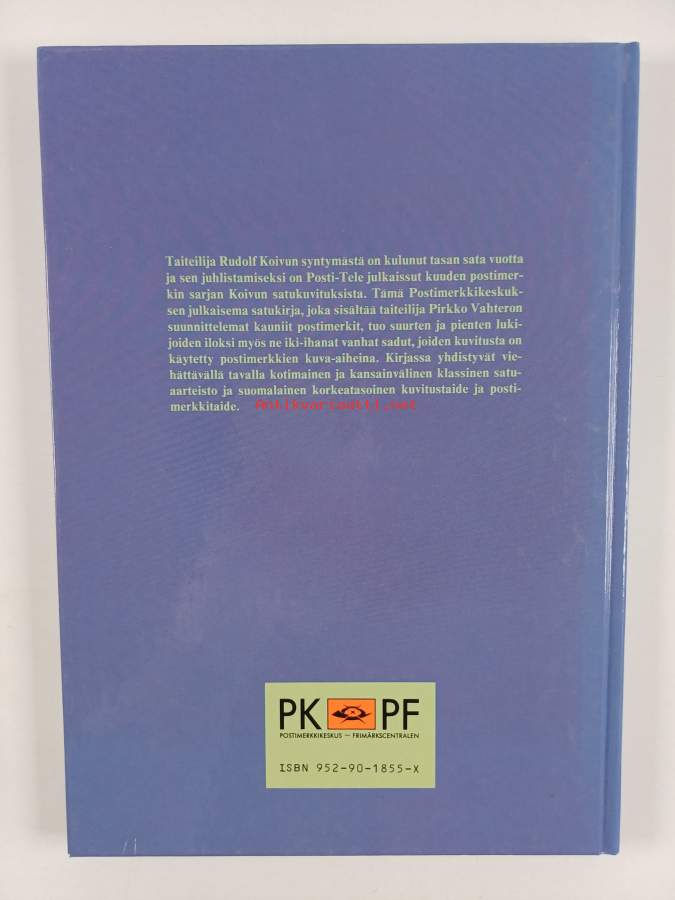 Taiteilija Rudolf Koivun syntymästä on kulunut tasan sata vuotta
ja sen juhlistamiseksi on Posti-Tele julkaissut kuuden postimer-
kin sarjan Koivun satukuvituksista. Tämä Postimerkkikeskuk-
sen julkaisema satukirja, joka sisältää taiteilija Pirkko Vahteron
suunnittelemat kauniit postimerkit, tuo suurten ja pienten luki-
joiden iloksi myös ne iki-ihanat vanhat sadut, joiden kuvitusta on
käytetty postimerkkien kuva-aiheina. Kirjassa yhdistyvät vie-
hättävällä tavalla kotimainen ja kansainvälinen klassinen satu-
aarteisto ja suomalainen korkeatasoinen kuvitustaide ja posti-
merkkitaide. Antikvariaatti.net
PK PF
POSTIMERKKIKESKUS — FRIMÄRKSCENTRALEN
ISBN 952-90-1855-X